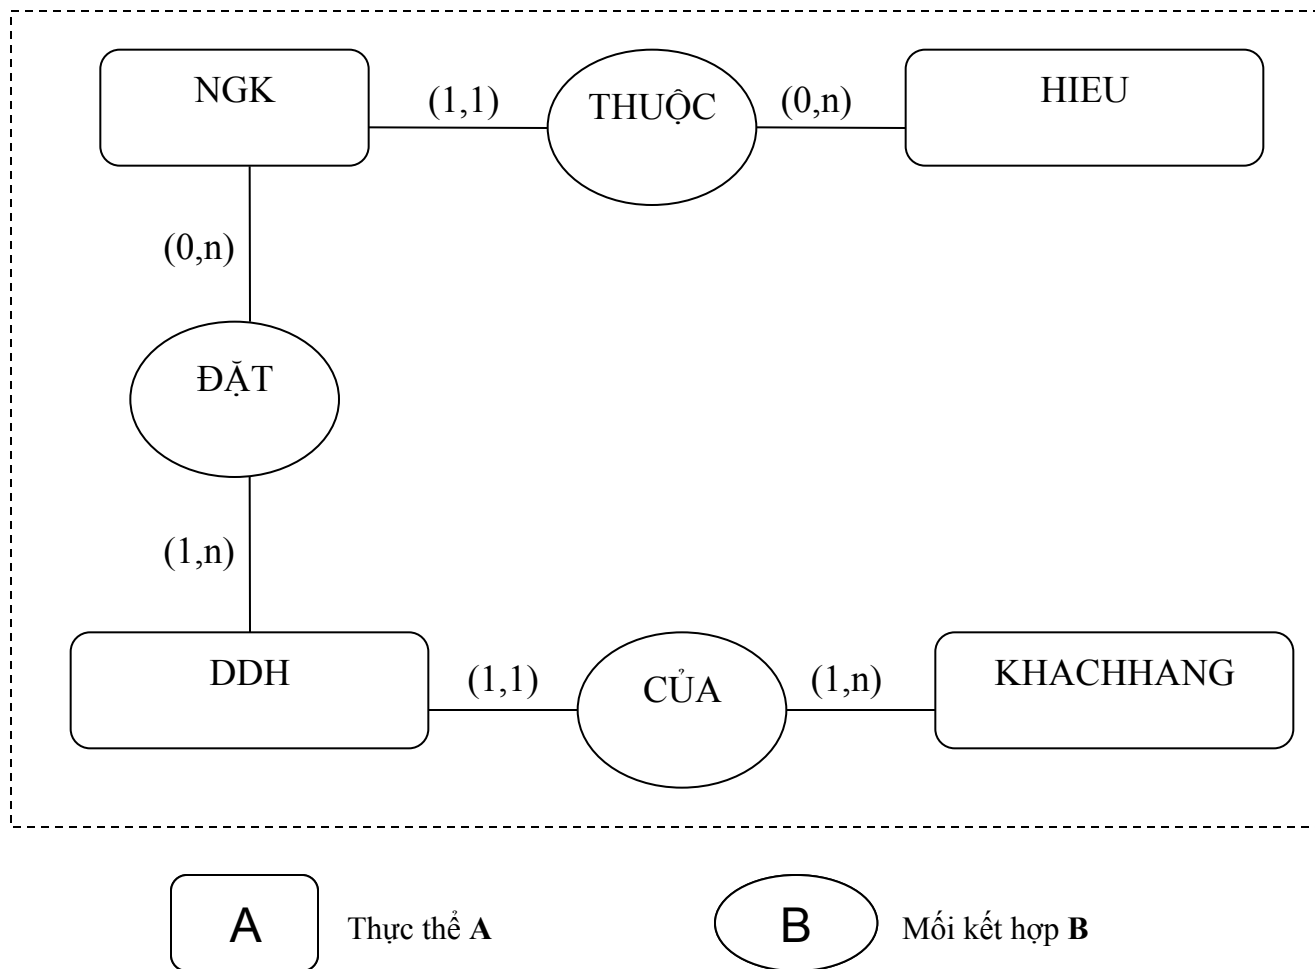 NGK (1,1) THUỘC (0,n) HIEU
(0,n)
ĐẶT
(1,n)
DDH (1,1) CỦA (1,n) KHACHHANG
A Thực thể A B Mối kết hợp B